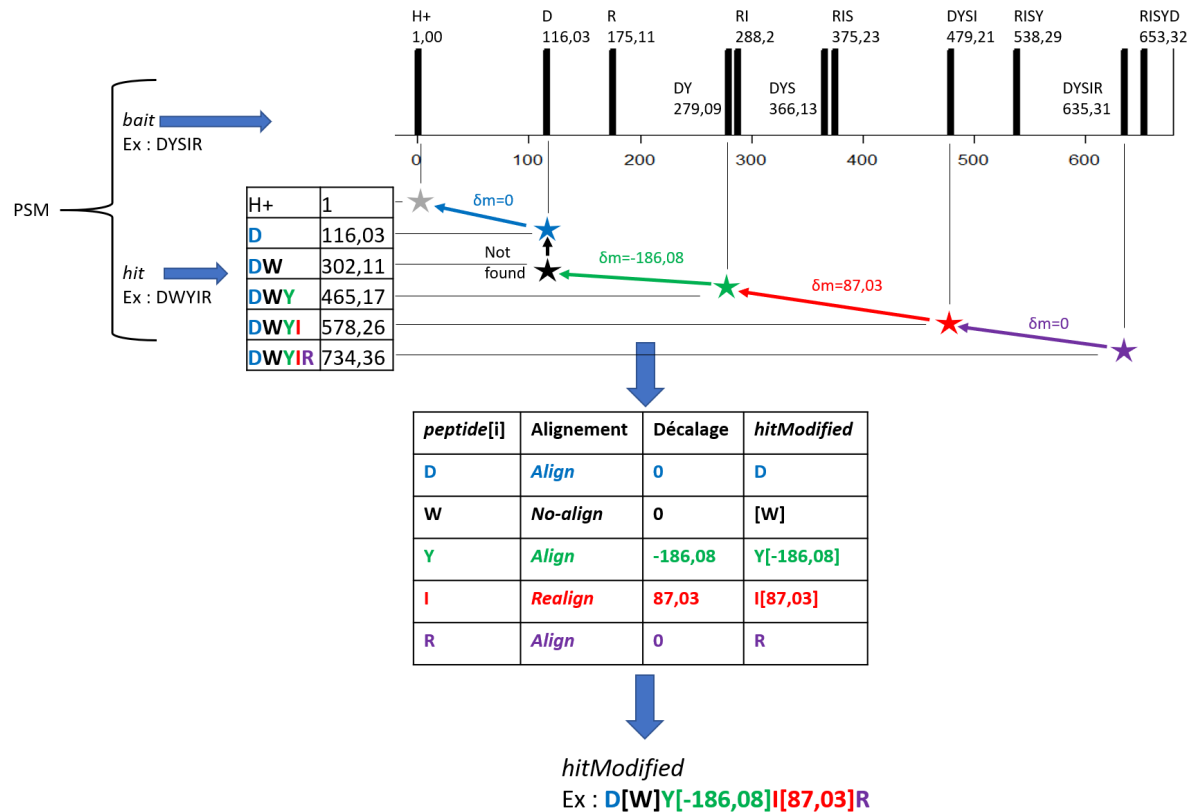 H+ D R RI RIS DYSI RISY RISYD
1,00 116,03 175,11 288,2 375,23 479,21 538,29 653,32
DY DYS DYSIR
279,09 366,13 635,31
bait
Ex : DYSIR
0 100 200 300 400 500 600
PSM
hit
Ex : DWYIR
H+ 1
D 116,03
DW 302,11
DWY 465,17
DWYI 578,26
DWYIR 734,36
δm=0
Not
found
δm=-186,08
δm=87,03
δm=0
peptide[i] Alignement Décalage hitModified
D Align 0 D
W No-align 0 [W]
Y Align -186,08 Y[-186,08]
I Realign 87,03 I[87,03]
R Align 0 R
hitModified
Ex : D[W]Y[-186,08]I[87,03]R